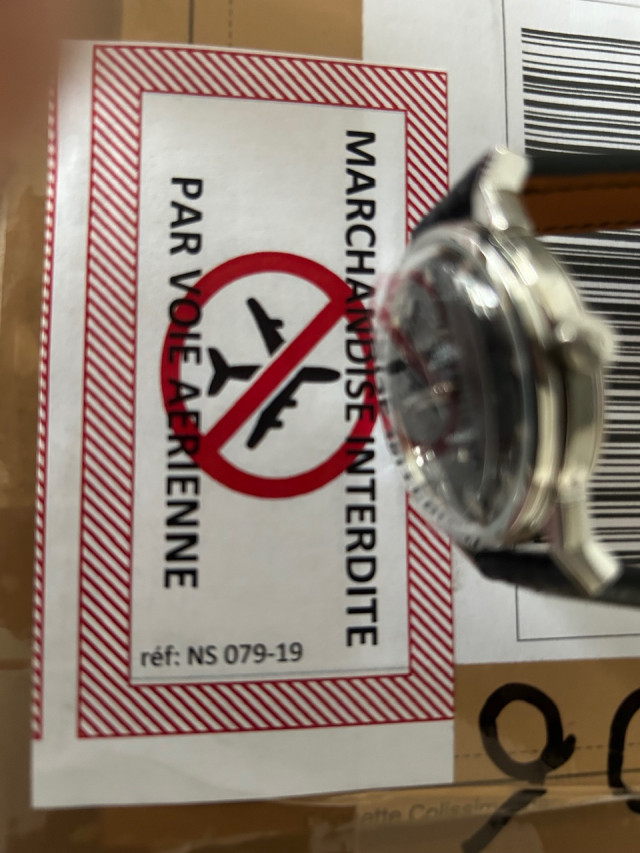 MARCHANDISE INTERDITE
PAR VOIE AERIENNE
réf: NS 079-19